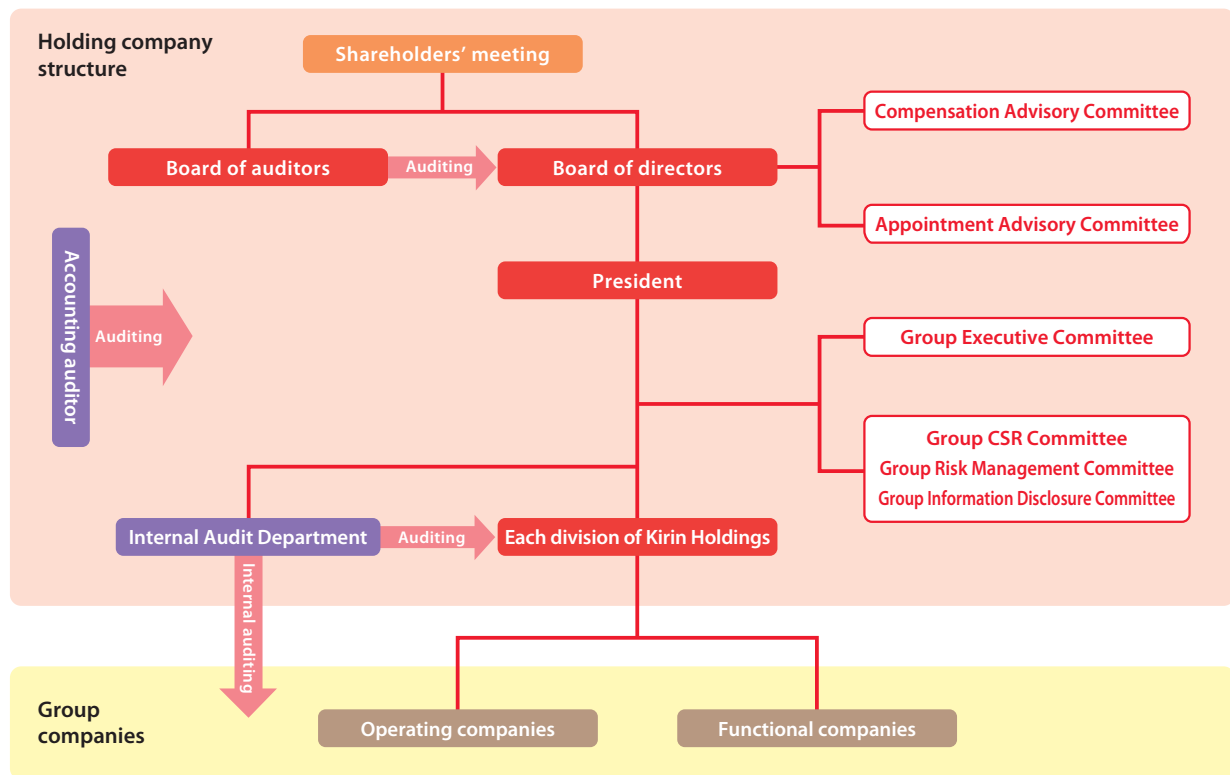 Holding company
structure
Shareholders’ meeting
Compensation Advisory Committee
Board of auditors
Auditing
Board of directors
Appointment Advisory Committee
Accounting auditor
Auditing
President
Group Executive Committee
Group CSR Committee
Group Risk Management Committee
Group Information Disclosure Committee
Internal Audit Department
Auditing
Each division of Kirin Holdings
Internal auditing
Group
companies
Operating companies
Functional companies